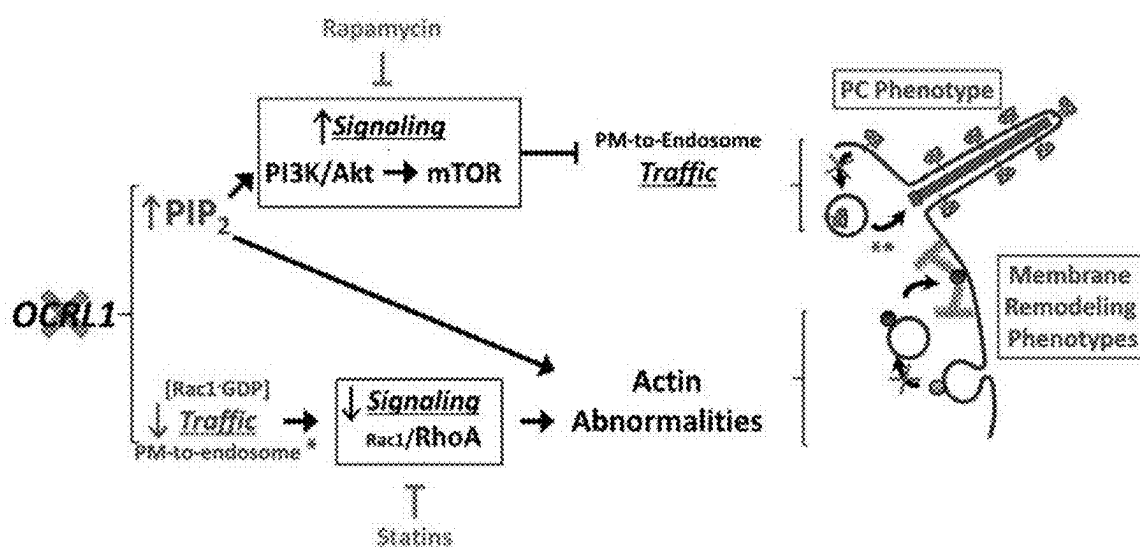 Rapamycin
↑Signaling
PI3K/Akt → mTOR
PM-to-Endosome
Traffic
PC Phenotype
**
↑PIP2
OCRL1
Membrane
Remodeling
Phenotypes
[Rac1 GDP]
↓ Traffic
PM-to-endosome *
↓ Signaling
Rac1/RhoA
Actin
Abnormalities
Statins